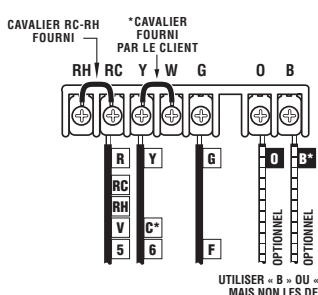 CAVALIER RC-RH
FOURNI
*CAVALIER
FOURNI
PAR LE CLIENT
RH RC Y W G O B
R Y G O B*
RC
RH
V C*
5 6 F
OPTIONNEL
OPTIONNEL
UTILISER « B » OU «
MAIS NON LES DE